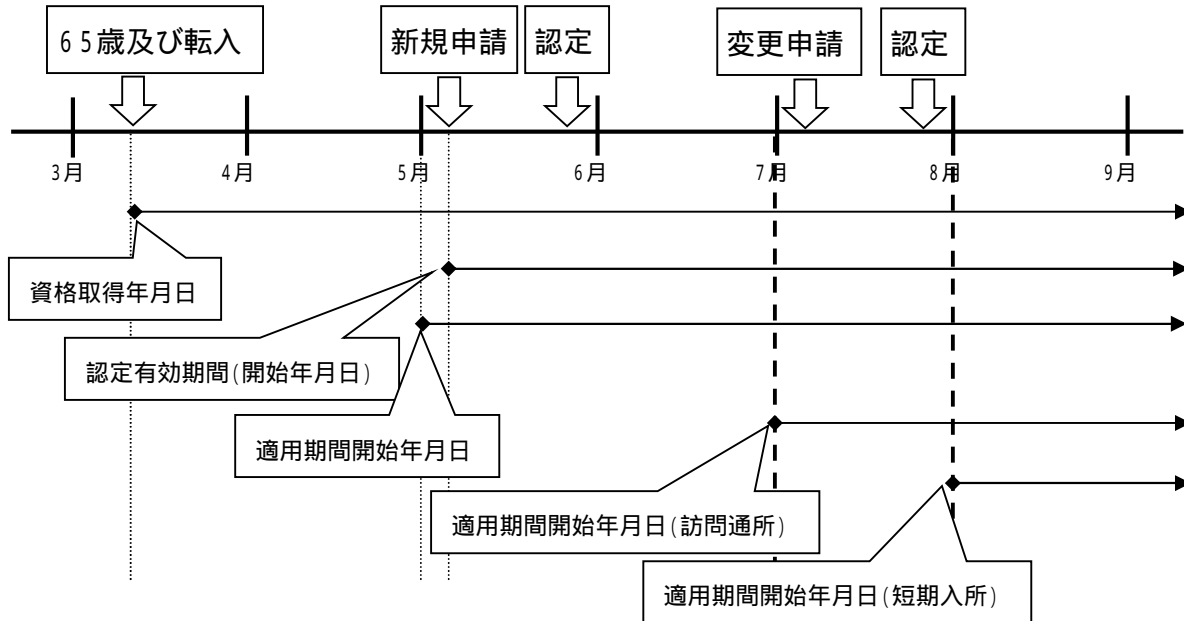 65歳及び転入
新規申請
認定
変更申請
認定
3月
4月
5月
6月
7月
8月
9月
資格取得年月日
認定有効期間(開始年月日)
適用期間開始年月日
適用期間開始年月日(訪問通所)
適用期間開始年月日(短期入所)